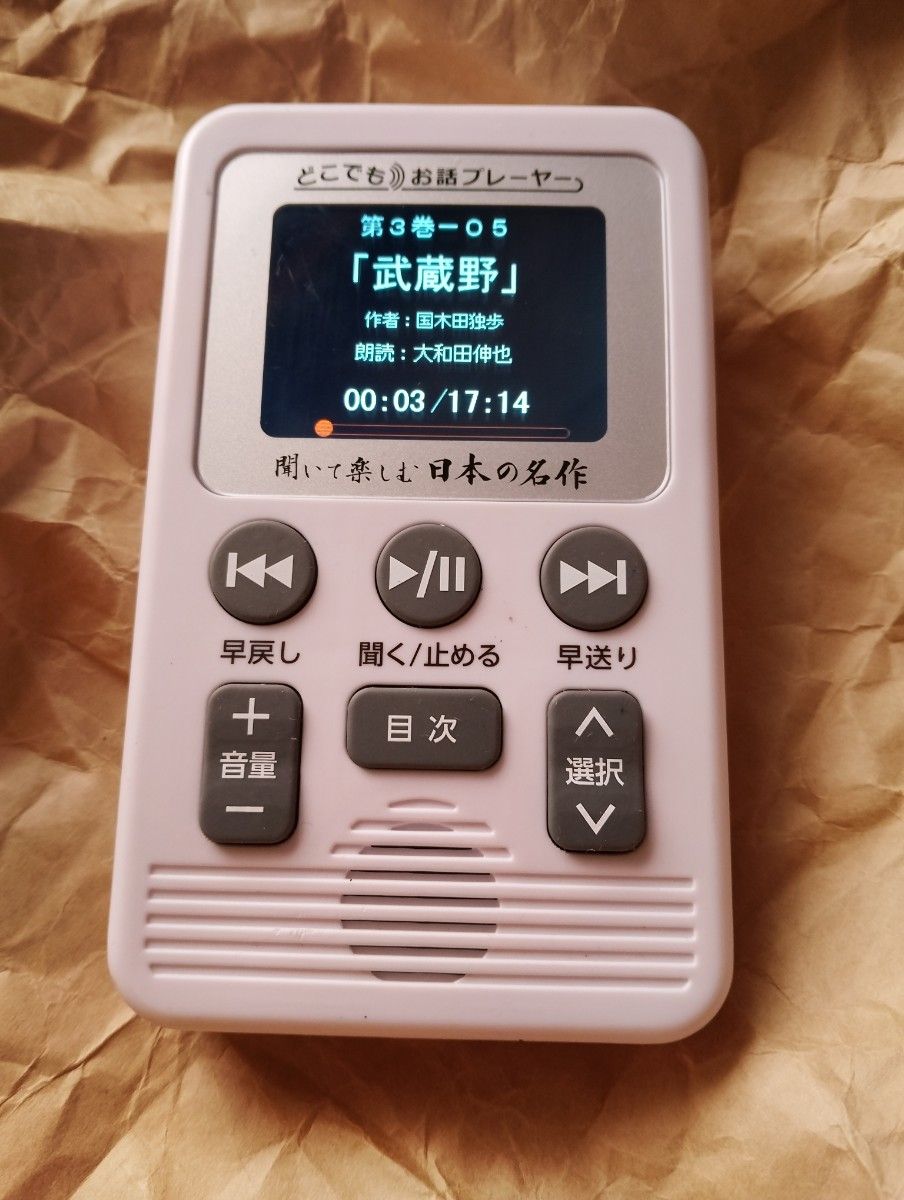 どこでもお話プレーヤー
第3巻－05
「武蔵野」
作者：国木田独歩
朗読：大和田伸也
00:03/17:14
聞いて楽しむ日本の名作
早戻し
聞く/止める
早送り
＋
音量
－
目次
選択